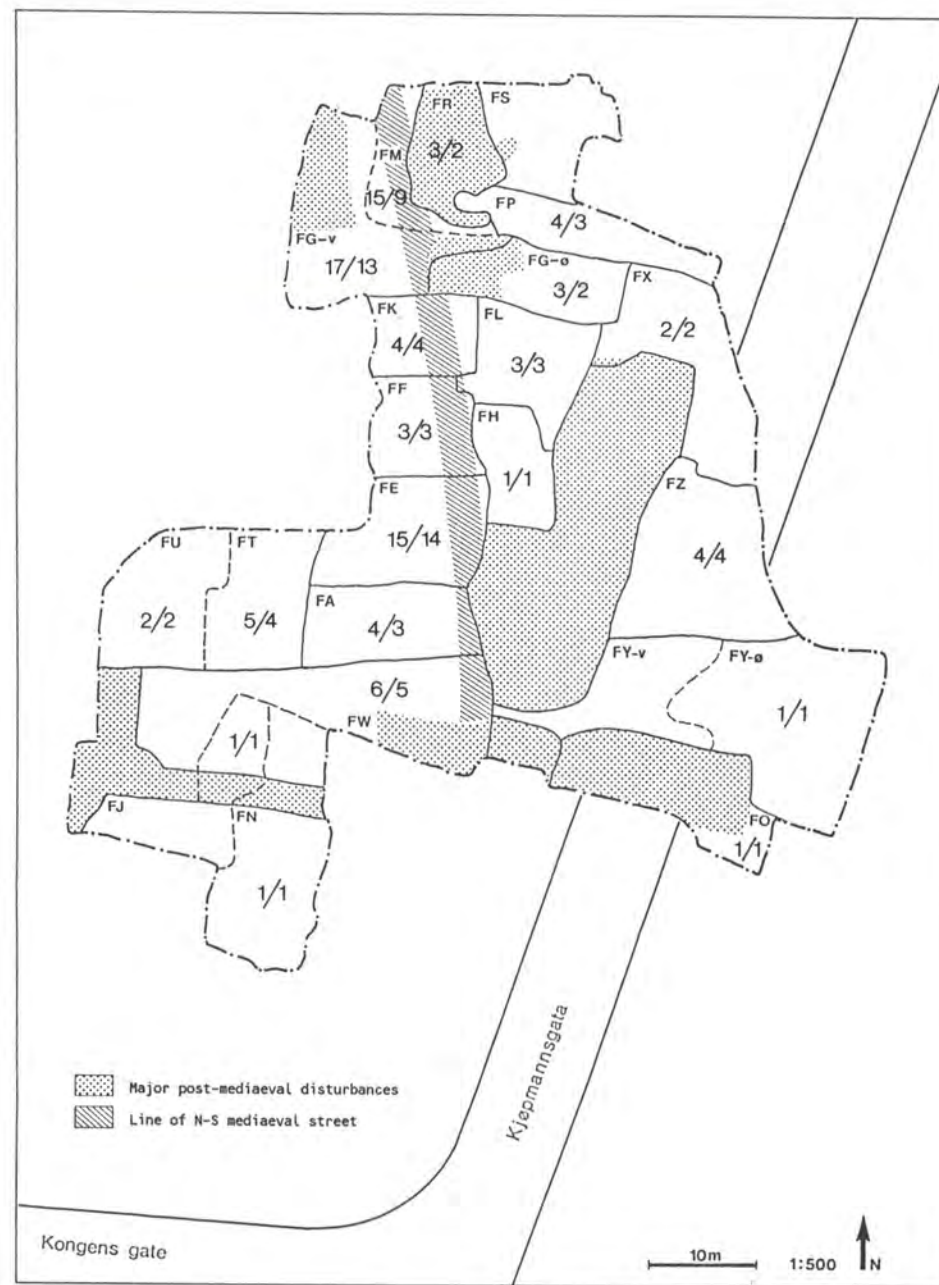 FR
FS
3/2
FM
15/9
FP
4/3
FG-v
17/13
FG-ø
3/2
FX
2/2
FK
4/4
FL
3/3
FF
3/3
FH
1/1
FE
15/14
FZ
4/4
FU
2/2
FT
5/4
FA
4/3
FY-v
FY-ø
1/1
6/5
FW
1/1
FJ
FN
1/1
FO
1/1
Major post-mediaeval disturbances
Line of N-S mediaeval street
Kjøpmannsgata
Kongens gate
10m
1:500
N